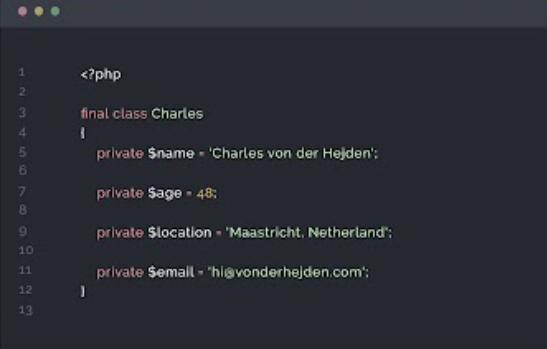 1 <?php
2
3 final class Charles
4 {
5 private $name = 'Charles von der Hejden';
6
7 private $age = 48;
8
9 private $location = 'Maastricht, Netherland';
10
11 private $email = 'hi@vonderhejden.com';
12 }
13